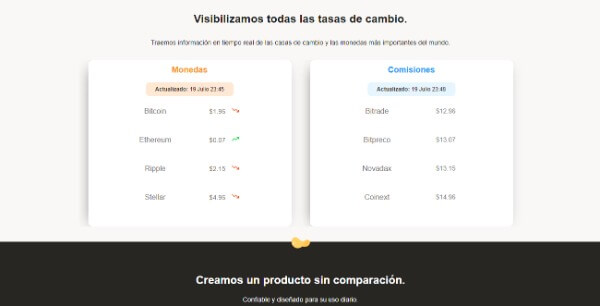 Visibilizamos todas las tasas de cambio.
Traemos información en tiempo real de las casas de cambio y las monedas más importantes del mundo.
Monedas
Actualizado: 19 Julio 23:45
Bitcoin $1.96
Ethereum $0.07
Ripple $2.15
Stellar $4.96
Comisiones
Actualizado: 19 Julio 23:40
Bitrade $12.96
Bitpreco $13.07
Novadax $13.15
Coinext $14.96
Creamos un producto sin comparación.
Confiable y diseñado para su uso diario.